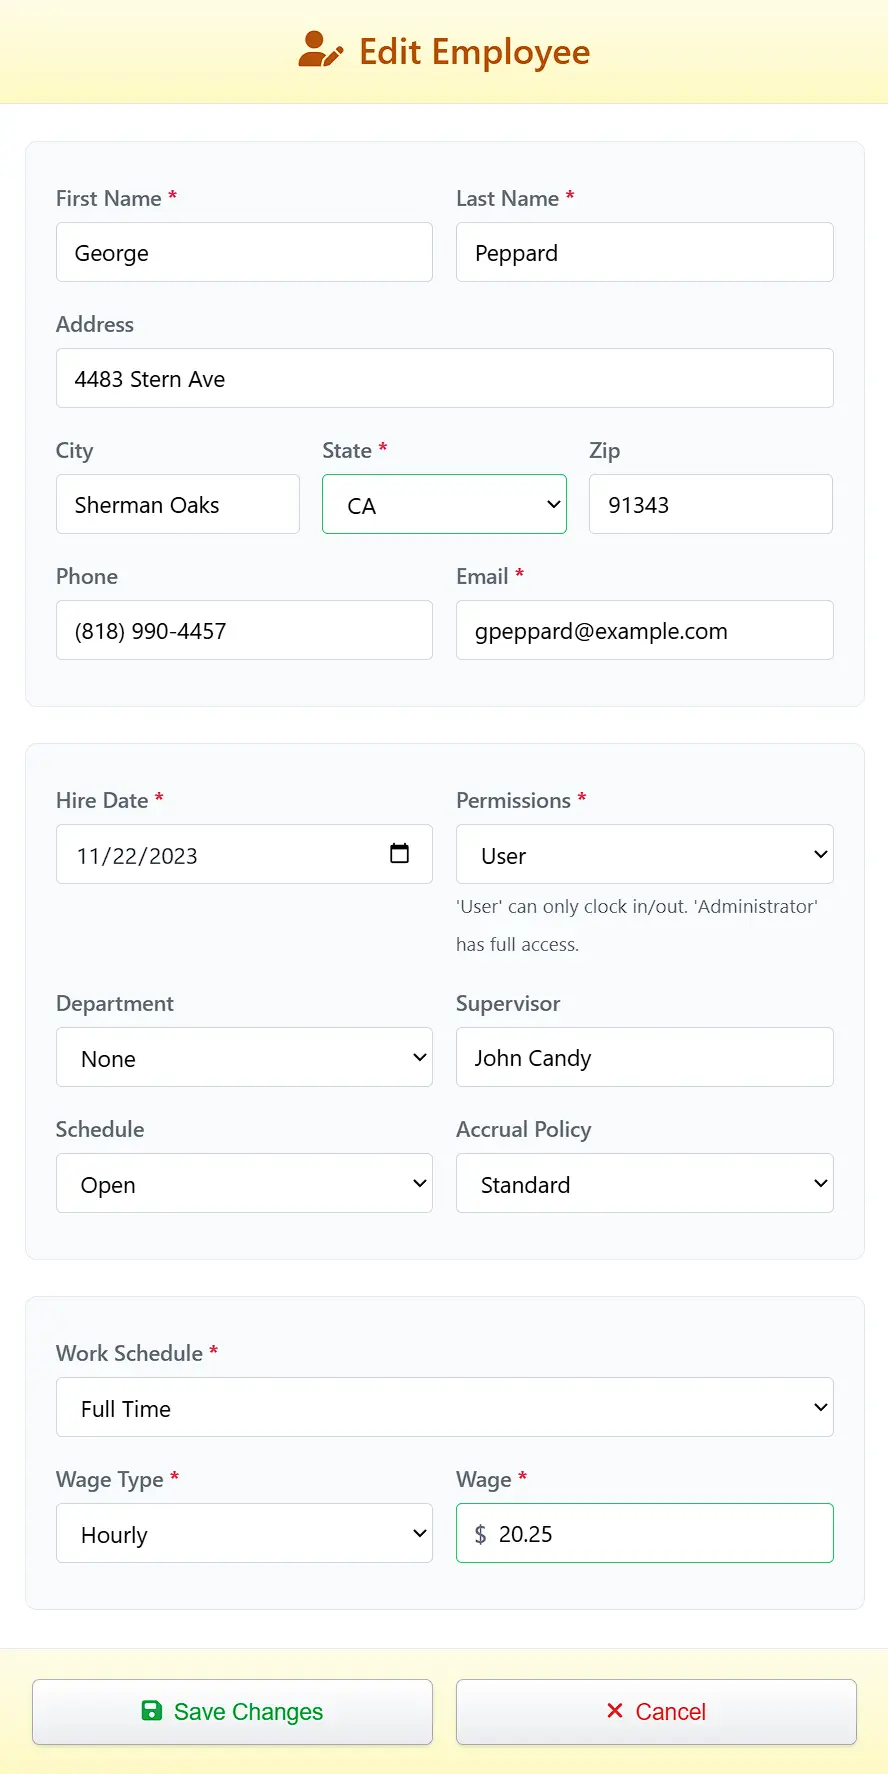 Edit Employee
First Name * Last Name *
George Peppard
Address
4483 Stern Ave
City State * Zip
Sherman Oaks CA 91343
Phone Email *
(818) 990-4457 gpeppard@example.com
Hire Date * Permissions *
11/22/2023 User
'User' can only clock in/out. 'Administrator'
has full access.
Department Supervisor
None John Candy
Schedule Accrual Policy
Open Standard
Work Schedule *
Full Time
Wage Type * Wage *
Hourly $ 20.25
Save Changes Cancel